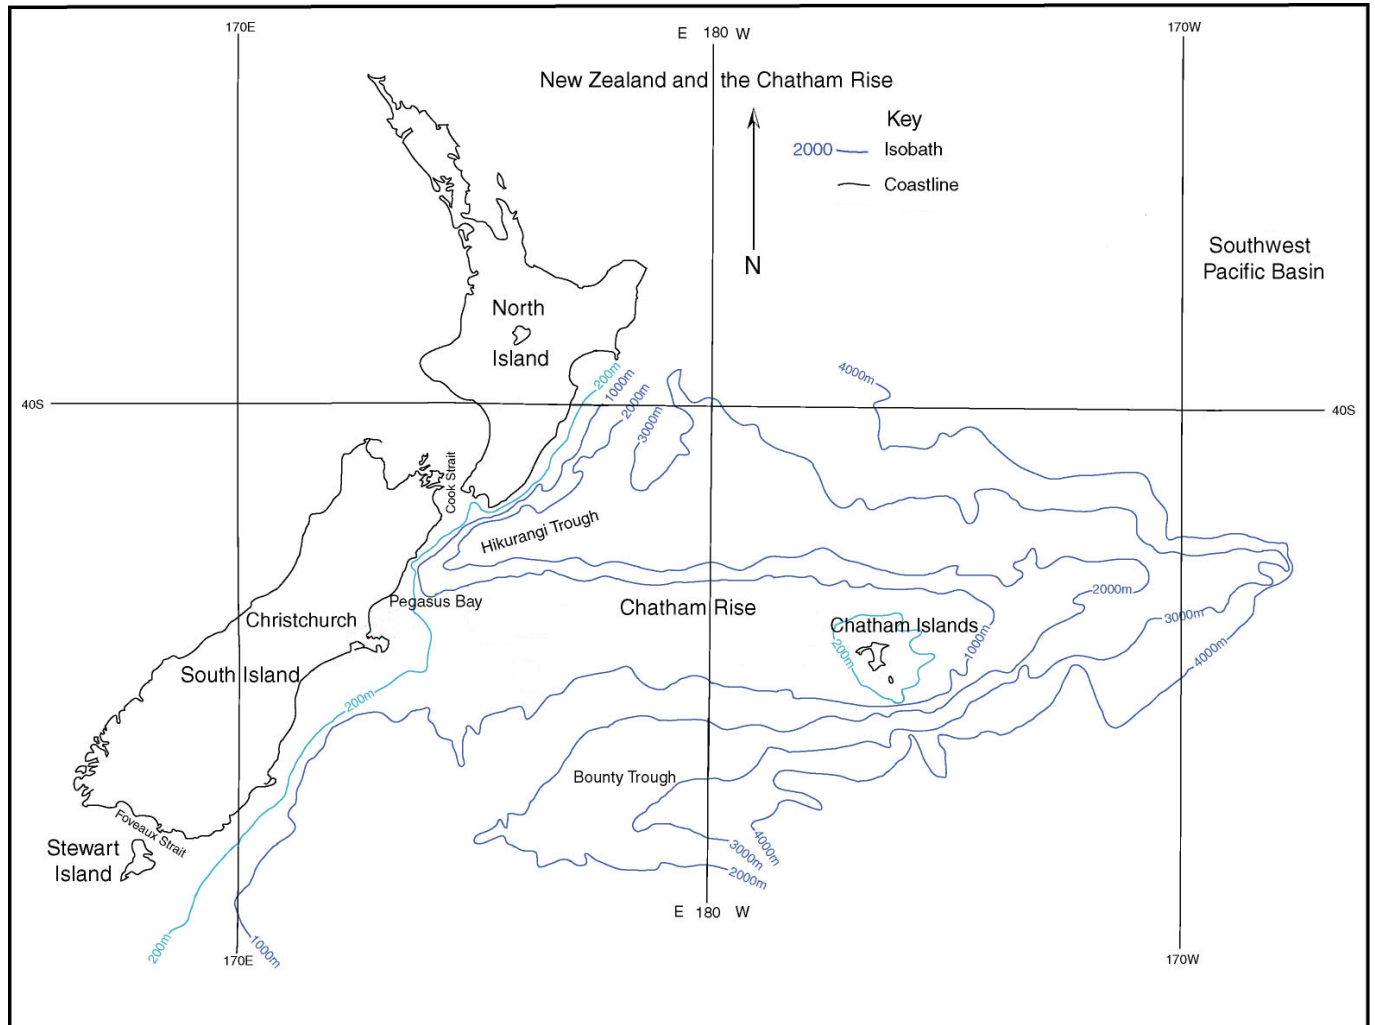 170E
E 180 W
170W
New Zealand and the Chatham Rise
Key
2000
Isobath
Coastline
N
Southwest
Pacific Basin
North
Island
200m
1000m
2000m
3000m
4000m
40S
40S
Cook Strait
Hikurangi Trough
Pegasus Bay
Chatham Rise
2000m
3000m
4000m
Christchurch
Chatham Islands
200m
1000m
South Island
200m
Bounty Trough
Foveaux Strait
Stewart
Island
4000m
3000m
2000m
E 180 W
200m
1000m
170E
170W